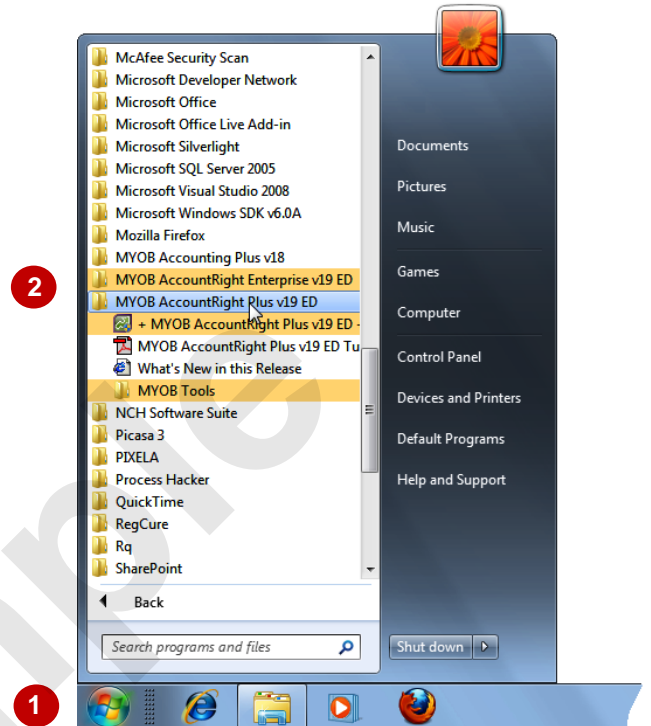 McAfee Security Scan
Microsoft Developer Network
Microsoft Office
Microsoft Office Live Add-in
Microsoft Silverlight
Microsoft SQL Server 2005
Microsoft Visual Studio 2008
Microsoft Windows SDK v6.0A
Mozilla Firefox
MYOB Accounting Plus v18
MYOB AccountRight Enterprise v19 ED
MYOB AccountRight Plus v19 ED
+ MYOB AccountRight Plus v19 ED -
MYOB AccountRight Plus v19 ED Tu
What's New in this Release
MYOB Tools
NCH Software Suite
Picasa 3
PIXELA
Process Hacker
QuickTime
RegCure
Rq
SharePoint
Back
Search programs and files
Documents
Pictures
Music
Games
Computer
Control Panel
Devices and Printers
Default Programs
Help and Support
Shut down
2
1